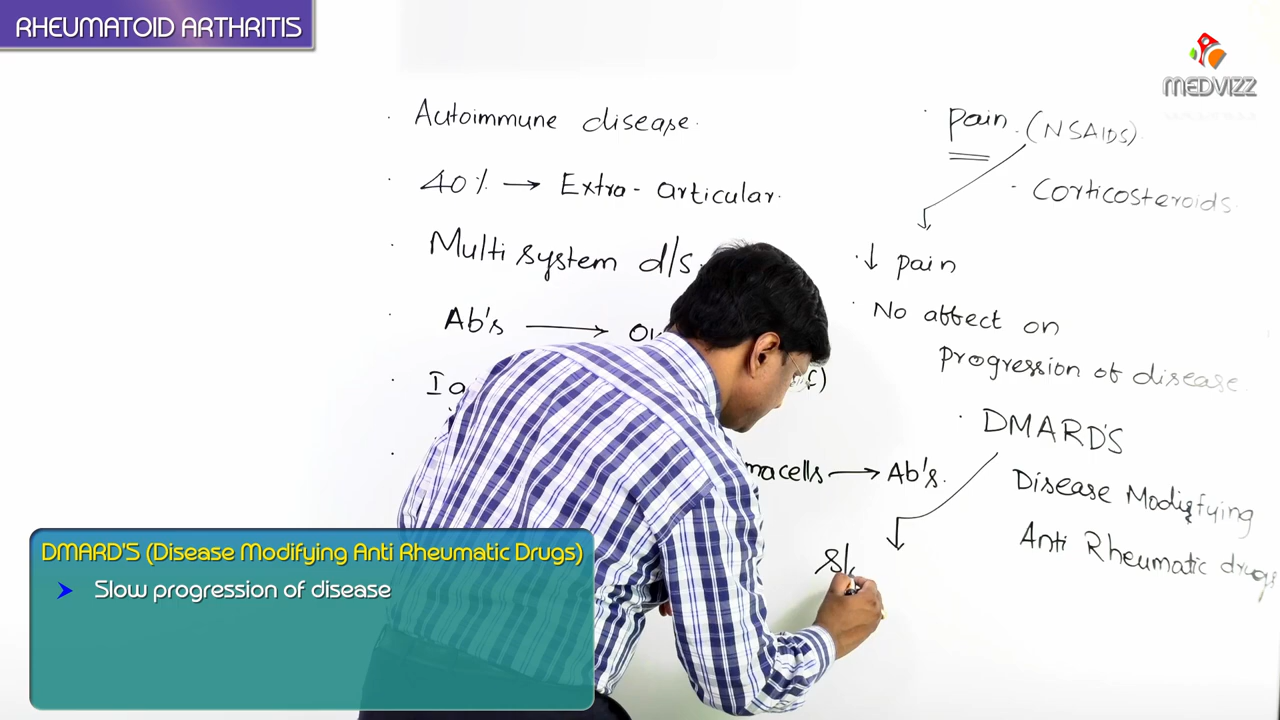 RHEUMATOID ARTHRITIS
MEDVIZZ
Autoimmune disease.
40% → Extra-articular.
Multi system d/s.
Ab's →
macells → Ab's.
pain. (NSAIDS).
Corticosteroids.
↓ pain
No affect on
progression of disease.
DMARD'S
Disease Modifying
Anti Rheumatic drugs
DMARD'S (Disease Modifying Anti Rheumatic Drugs)
Slow progression of disease